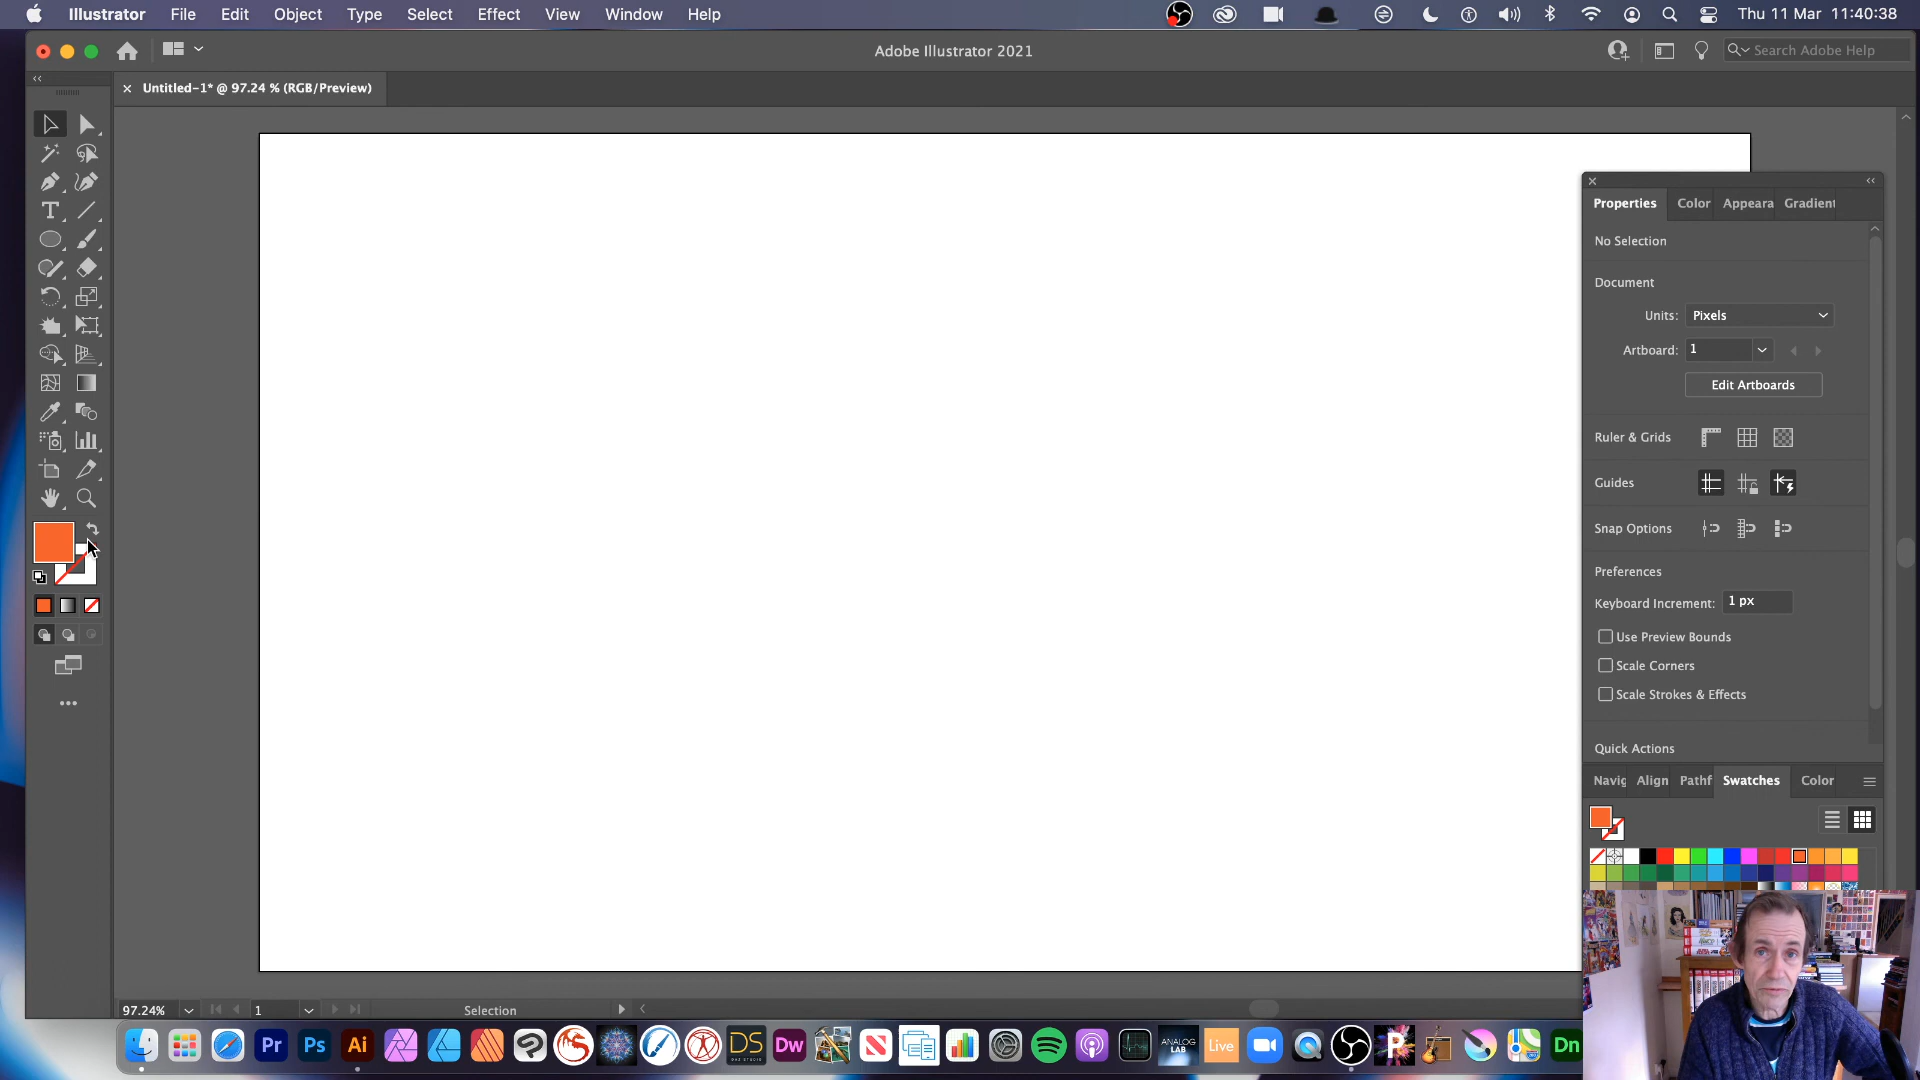 Illustrator File Edit Object Type Select Effect View Window Help
Thu 11 Mar 11:40:38
Adobe Illustrator 2021
Search Adobe Help
Untitled-1* @ 97.24 % (RGB/Preview)
Properties Color Appeara Gradient
No Selection
Document
Units: Pixels
Artboard: 1
Edit Artboards
Ruler & Grids
Guides
Snap Options
Preferences
Keyboard Increment: 1 px
Use Preview Bounds
Scale Corners
Scale Strokes & Effects
Quick Actions
Navig Align Pathf Swatches Color
97.24% 1 Selection
Pr Ps Ai DS Dw ANALOG LAB Live P Dn